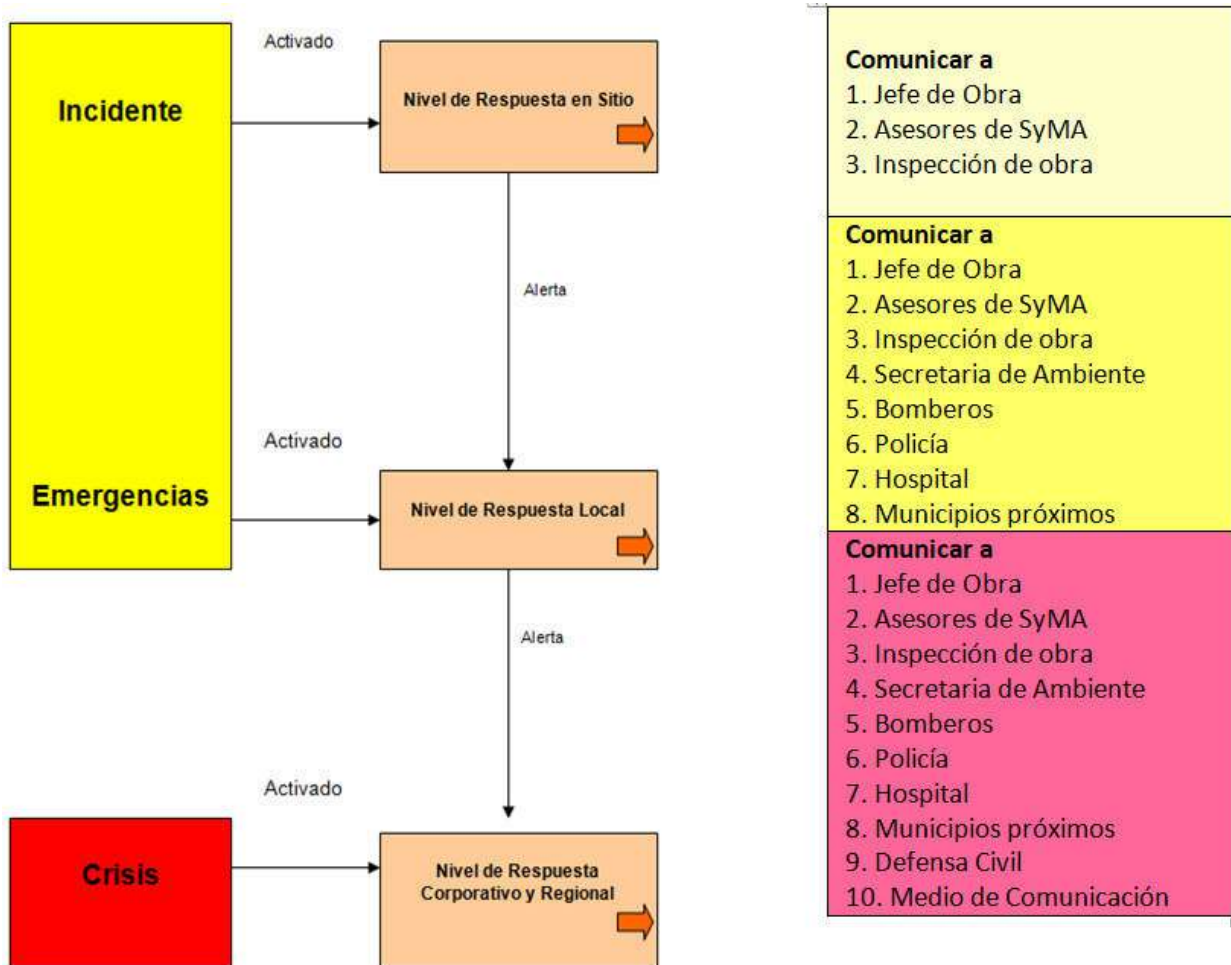 Activado
Incidente
Nivel de Respuesta en Sitio
Alerta
Activado
Emergencias
Nivel de Respuesta Local
Alerta
Activado
Crisis
Nivel de Respuesta
Corporativo y Regional
Comunicar a
1. Jefe de Obra
2. Asesores de SyMA
3. Inspección de obra
Comunicar a
1. Jefe de Obra
2. Asesores de SyMA
3. Inspección de obra
4. Secretaria de Ambiente
5. Bomberos
6. Policía
7. Hospital
8. Municipios próximos
Comunicar a
1. Jefe de Obra
2. Asesores de SyMA
3. Inspección de obra
4. Secretaria de Ambiente
5. Bomberos
6. Policía
7. Hospital
8. Municipios próximos
9. Defensa Civil
10. Medio de Comunicación